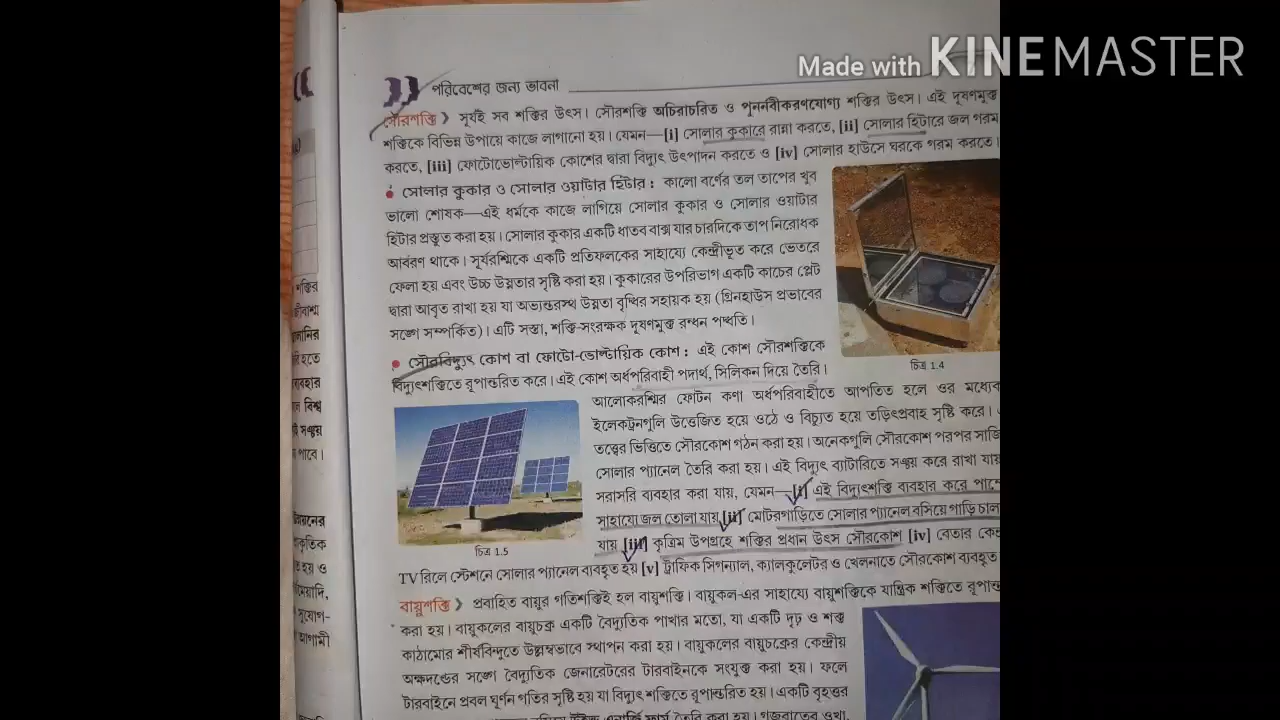 Made with KINEMASTER
পরিবেশের জন্য ভাবনা
সৌরশক্তি ❯ সূর্যই সব শক্তির উৎস। সৌরশক্তি অচিরাচরিত ও পুনর্নবীকরণযোগ্য শক্তির উৎস। এই দূষণমুক্ত
শক্তিকে বিভিন্ন উপায়ে কাজে লাগানো হয়। যেমন—[i] সোলার কুকারে রান্না করতে, [ii] সোলার হিটারে জল গরম
করতে, [iii] ফোটোভোল্টায়িক কোশের দ্বারা বিদ্যুৎ উৎপাদন করতে ও [iv] সোলার হাউসে ঘরকে গরম করতে।
• সোলার কুকার ও সোলার ওয়াটার হিটার : কালো বর্ণের তল তাপের খুব
ভালো শোষক—এই ধর্মকে কাজে লাগিয়ে সোলার কুকার ও সোলার ওয়াটার
হিটার প্রস্তুত করা হয়। সোলার কুকার একটি ধাতব বাক্স যার চারদিকে তাপ নিরোধক
আবরণ থাকে। সূর্যরশ্মিকে একটি প্রতিফলকের সাহায্যে কেন্দ্রীভূত করে ভেতরে
ফেলা হয় এবং উচ্চ উষ্ণতার সৃষ্টি করা হয়। কুকারের উপরিভাগ একটি কাচের প্লেট
দ্বারা আবৃত রাখা হয় যা অভ্যন্তরস্থ উষ্ণতা বৃদ্ধির সহায়ক হয় (গ্রিনহাউস প্রভাবের
সঙ্গে সম্পর্কিত)। এটি সস্তা, শক্তি-সংরক্ষক দূষণমুক্ত রন্ধন পদ্ধতি।
চিত্র 1.4
• সৌরবিদ্যুৎ কোশ বা ফোটো-ভোল্টায়িক কোশ : এই কোশ সৌরশক্তিকে
বিদ্যুৎশক্তিতে রূপান্তরিত করে। এই কোশ অর্ধপরিবাহী পদার্থ, সিলিকন দিয়ে তৈরি।
আলোকরশ্মির ফোটন কণা অর্ধপরিবাহীতে আপতিত হলে ওর মধ্যেক
ইলেকট্রনগুলি উত্তেজিত হয়ে ওঠে ও বিচ্যুত হয়ে তড়িৎপ্রবাহ সৃষ্টি করে।
তত্ত্বের ভিত্তিতে সৌরকোশ গঠন করা হয়। অনেকগুলি সৌরকোশ পরপর সাজি
সোলার প্যানেল তৈরি করা হয়। এই বিদ্যুৎ ব্যাটারিতে সঞ্চয় করে রাখা যায়
সরাসরি ব্যবহার করা যায়, যেমন—[i] এই বিদ্যুৎশক্তি ব্যবহার করে পাম্পে
সাহায্যে জল তোলা যায়, [ii] মোটরগাড়িতে সোলার প্যানেল বসিয়ে গাড়ি চাল
যায় [iii] কৃত্রিম উপগ্রহে শক্তির প্রধান উৎস সৌরকোশ [iv] বেতার কেন্দ্র
চিত্র 1.5
TV রিলে স্টেশনে সোলার প্যানেল ব্যবহৃত হয় [v] ট্রাফিক সিগন্যাল, ক্যালকুলেটর ও খেলনাতে সৌরকোশ ব্যবহৃত
বায়ুশক্তি ❯ প্রবাহিত বায়ুর গতিশক্তিই হল বায়ুশক্তি। বায়ুকল-এর সাহায্যে বায়ুশক্তিকে যান্ত্রিক শক্তিতে রূপান্ত
করা হয়। বায়ুকলের বায়ুচক্র একটি বৈদ্যুতিক পাখার মতো, যা একটি দৃঢ় ও শক্ত
কাঠামোর শীর্ষবিন্দুতে উল্লম্বভাবে স্থাপন করা হয়। বায়ুকলের বায়ুচক্রের কেন্দ্রীয়
অক্ষদণ্ডের সঙ্গে বৈদ্যুতিক জেনারেটরের টারবাইনকে সংযুক্ত করা হয়। ফলে
টারবাইনে প্রবল ঘূর্ণন গতির সৃষ্টি হয় যা বিদ্যুৎ শক্তিতে রূপান্তরিত হয়। একটি বৃহত্তর